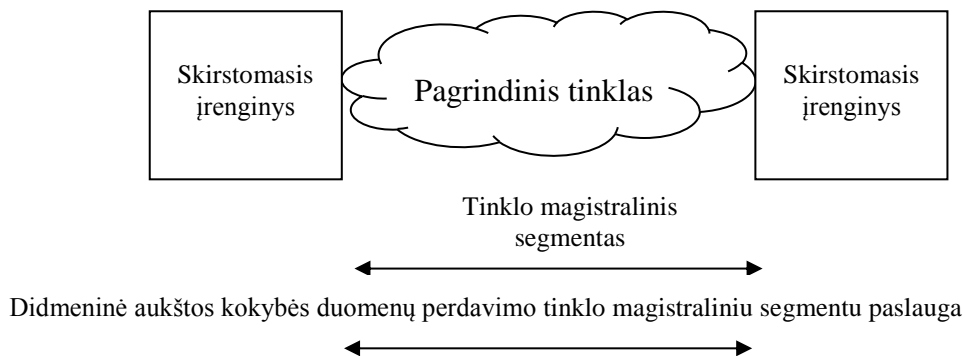 Skirstomasis
įrenginys
Pagrindinis tinklas
Skirstomasis
įrenginys
Tinklo magistralinis
segmentas
Didmeninė aukštos kokybės duomenų perdavimo tinklo magistraliniu segmentu paslauga